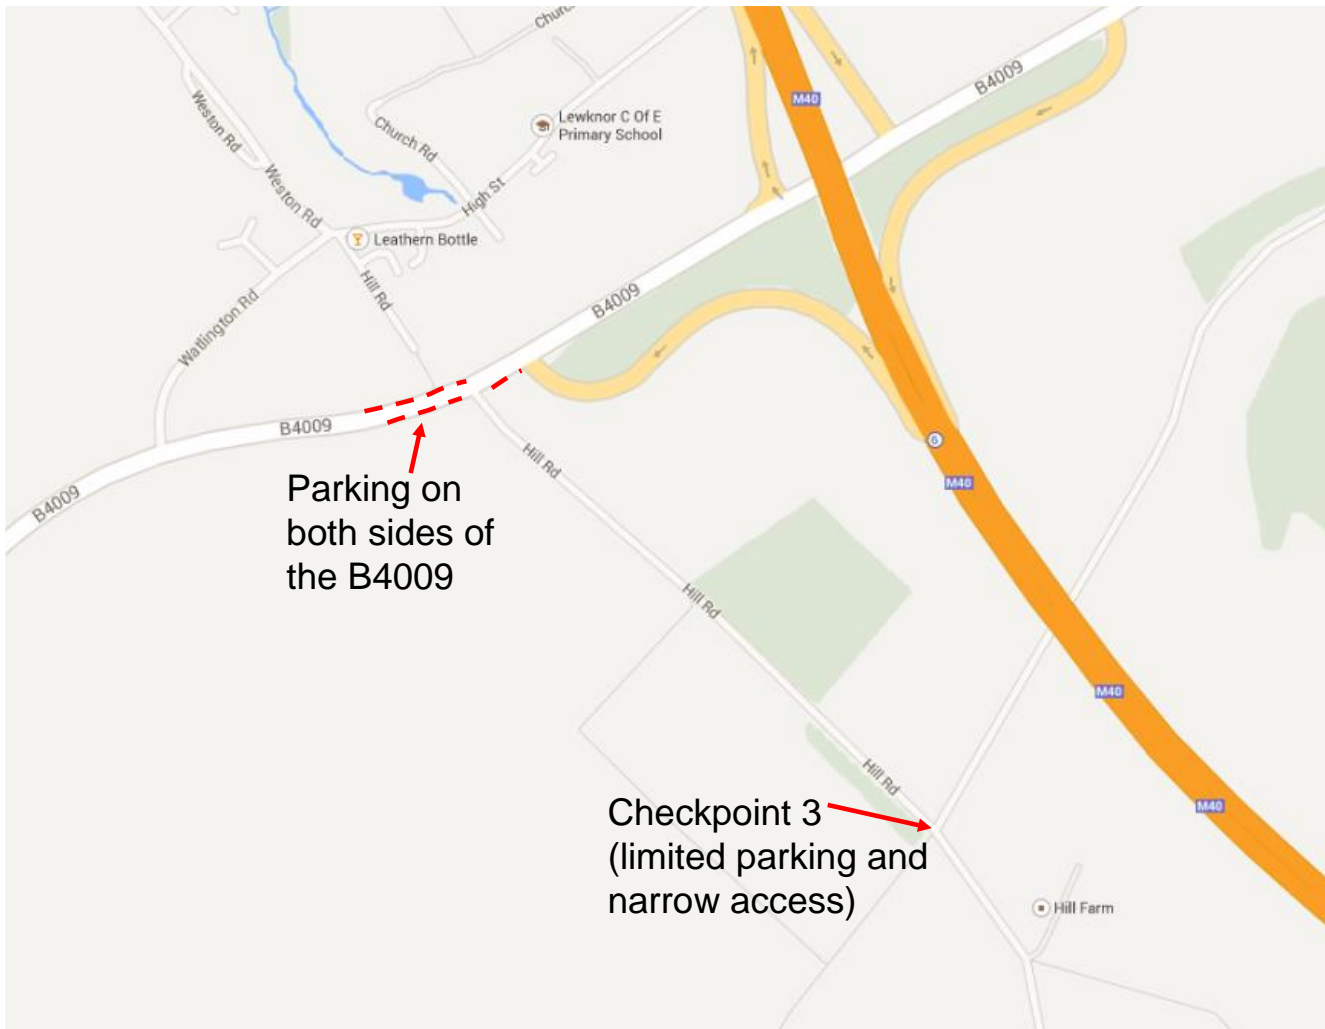 Church
M40
B4009
Lewknor C Of E
Primary School
Weston Rd
Church Rd
Weston Rd
High St
Leathern Bottle
Hill Rd
B4009
Watlington Rd
B4009
6
Hill Rd
M40
B4009
Parking on
both sides of
the B4009
Hill Rd
M40
Hill Rd
Checkpoint 3
(limited parking and
narrow access)
M40
Hill Farm